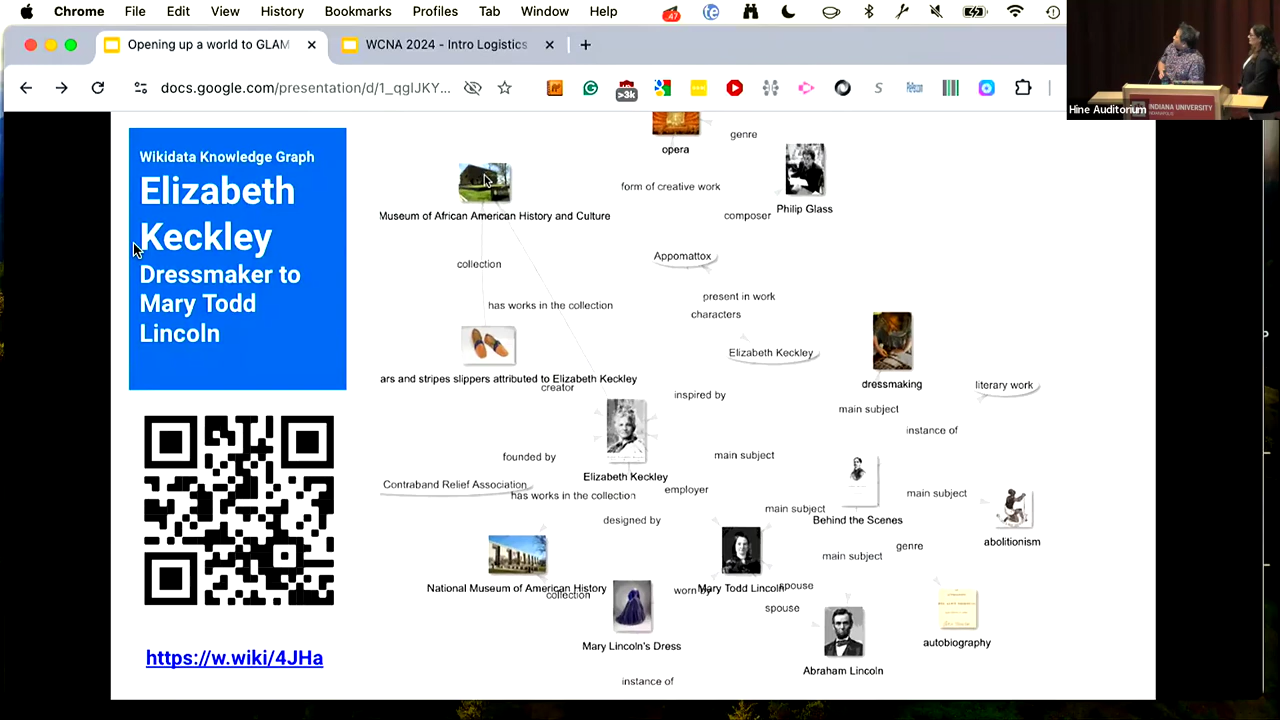 Chrome File Edit View History Bookmarks Profiles Tab Window Help
47
Opening up a world to GLAM
WCNA 2024 - Intro Logistics
docs.google.com/presentation/d/1_qglJKY...
>3k
Hine Auditorium
INDIANA UNIVERSITY
INDIANAPOLIS
Wikidata Knowledge Graph
Elizabeth
Keckley
Dressmaker to
Mary Todd
Lincoln
https://w.wiki/4JHa
genre
opera
form of creative work
Philip Glass
composer
Museum of African American History and Culture
Appomattox
collection
present in work
has works in the collection
characters
Elizabeth Keckley
ars and stripes slippers attributed to Elizabeth Keckley
creator
dressmaking
literary work
inspired by
main subject
instance of
founded by
main subject
Elizabeth Keckley
Contraband Relief Association
has works in the collection
employer
main subject
designed by
main subject
Behind the Scenes
abolitionism
genre
main subject
National Museum of American History
collection
worn by
Mary Todd Lincoln
spouse
spouse
Mary Lincoln's Dress
autobiography
Abraham Lincoln
instance of